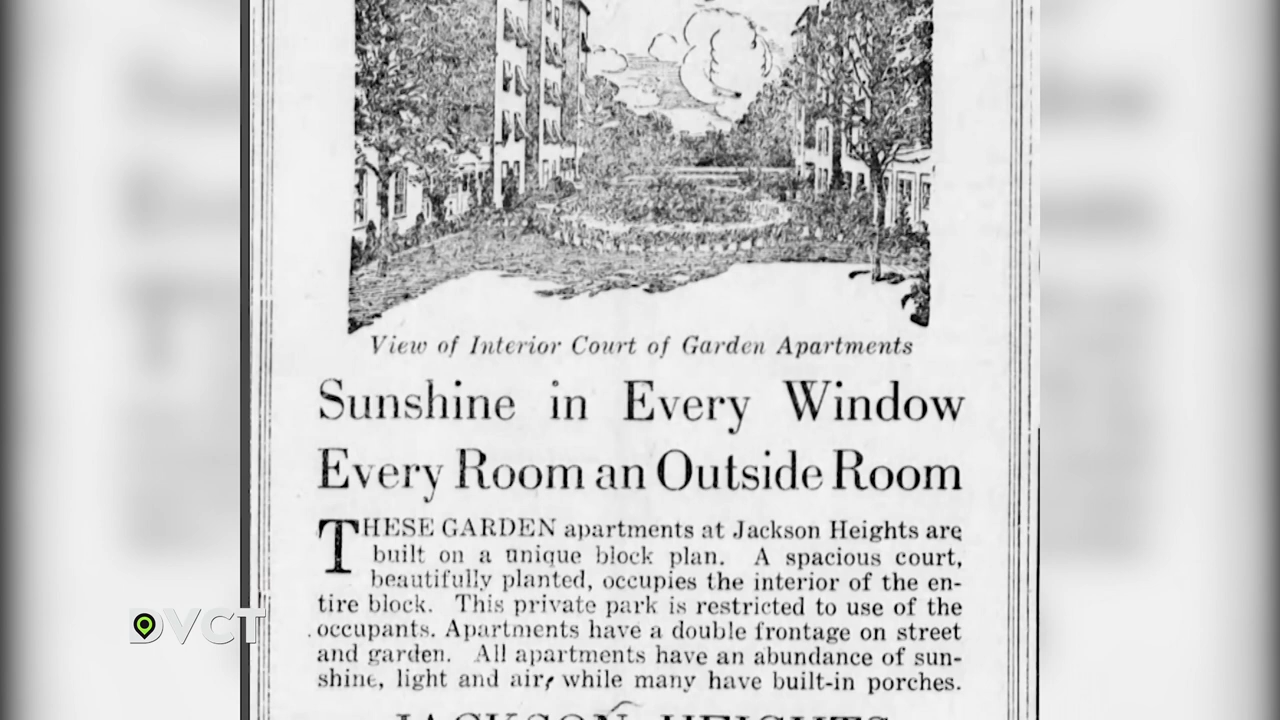 View of Interior Court of Garden Apartments
Sunshine in Every Window
Every Room an Outside Room
THESE GARDEN apartments at Jackson Heights are
built on a unique block plan. A spacious court,
beautifully planted, occupies the interior of the en-
tire block. This private park is restricted to use of the
occupants. Apartments have a double frontage on street
and garden. All apartments have an abundance of sun-
shine, light and air, while many have built-in porches.
JACKSON HEIGHTS
DVCT